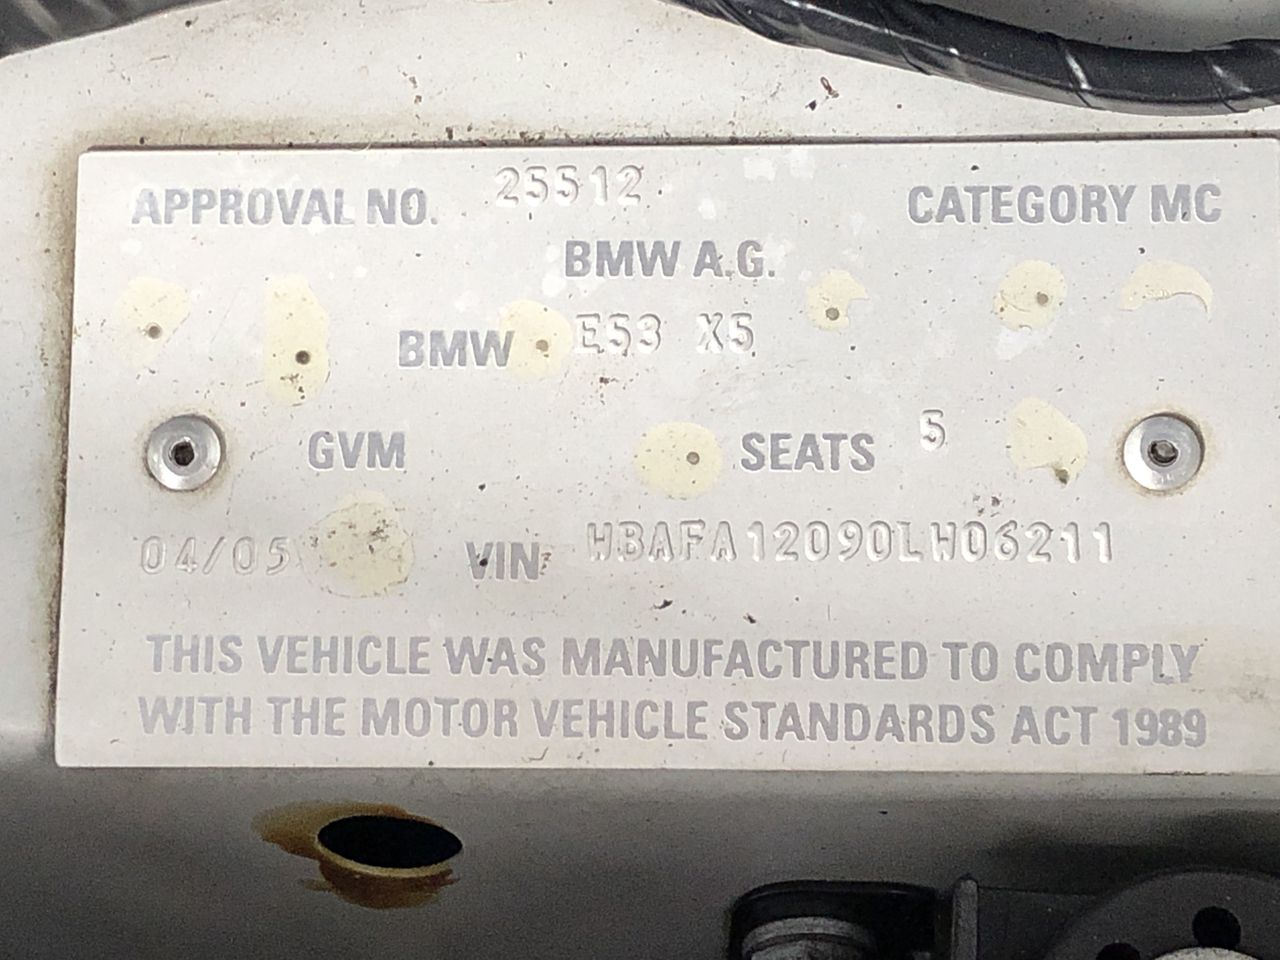 APPROVAL NO. 25512 CATEGORY MC
BMW A.G.
BMW E53 X5
GVM SEATS 5
04/05 VIN WBAFA12090LW06211
THIS VEHICLE WAS MANUFACTURED TO COMPLY
WITH THE MOTOR VEHICLE STANDARDS ACT 1989